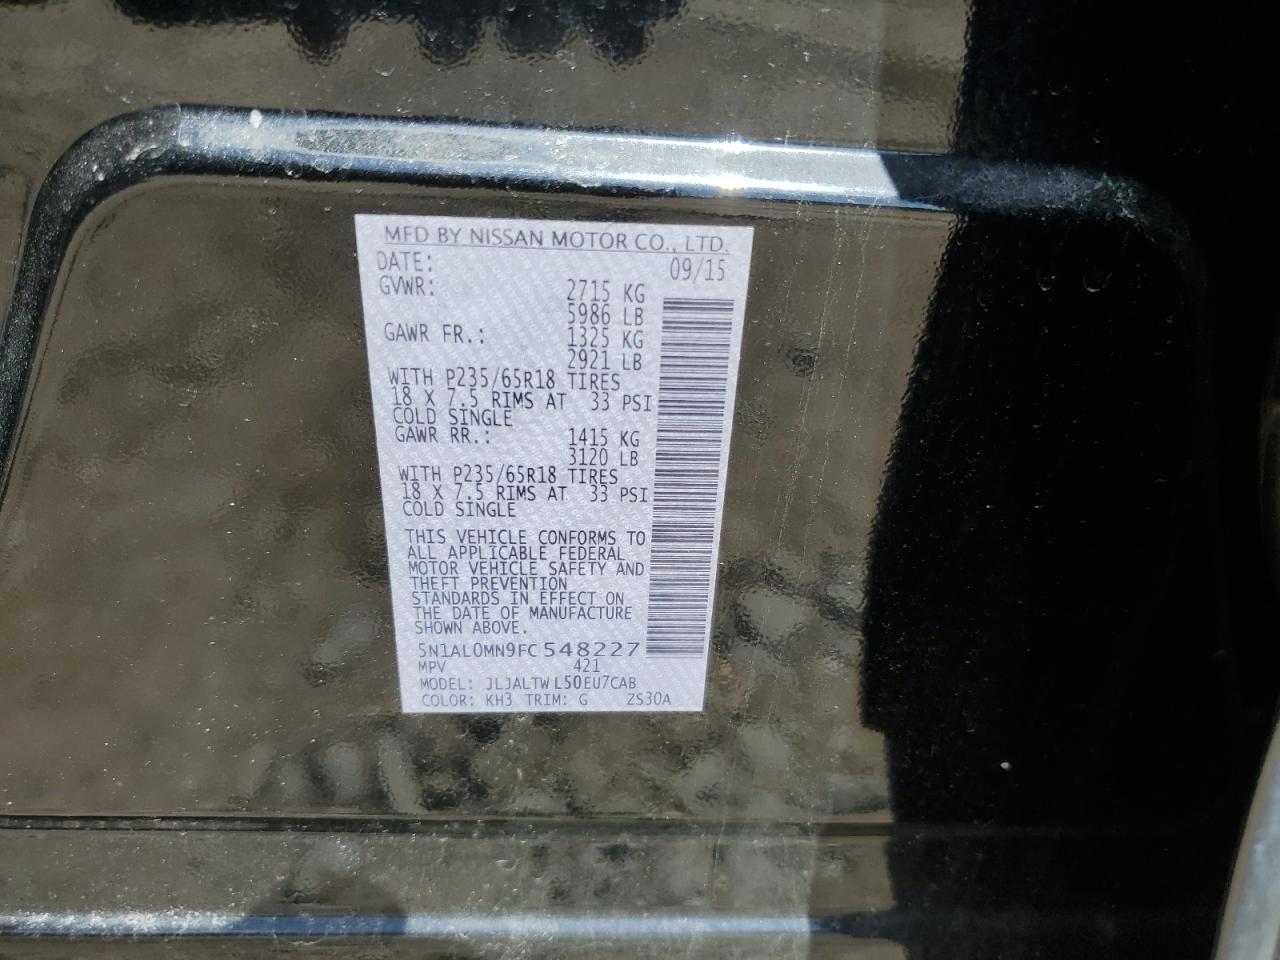 MFD BY NISSAN MOTOR CO., LTD.
DATE: 09/15
GVWR: 2715 KG
5986 LB
GAWR FR.: 1325 KG
2921 LB
WITH P235/65R18 TIRES
18 X 7.5 RIMS AT 33 PSI
COLD SINGLE
GAWR RR.: 1415 KG
3120 LB
WITH P235/65R18 TIRES
18 X 7.5 RIMS AT 33 PSI
COLD SINGLE
THIS VEHICLE CONFORMS TO
ALL APPLICABLE FEDERAL
MOTOR VEHICLE SAFETY AND
THEFT PREVENTION
STANDARDS IN EFFECT ON
THE DATE OF MANUFACTURE
SHOWN ABOVE.
5N1AL0MN9FC 548227
MPV 421
MODEL: JLJALTW L50EU7CAB
COLOR: KH3 TRIM: G ZS30A